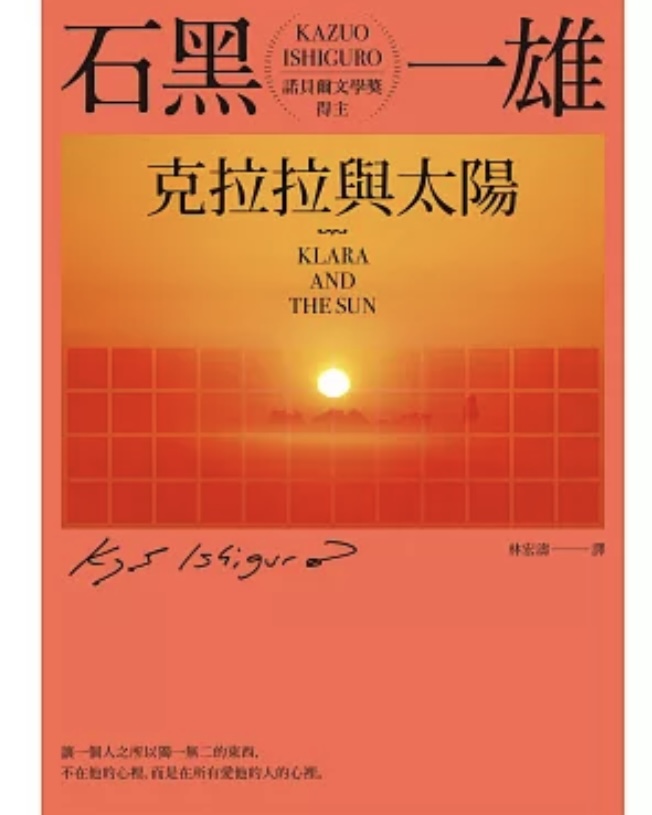 石黑一雄
KAZUO
ISHIGURO
諾貝爾文學獎
得主
克拉拉與太陽
KLARA
AND
THE SUN
Kazuo Ishiguro
林宏濤——譯
讓一個人之所以獨一無二的東西,
不在他的心裡,而是在所有愛他的人的心裡。